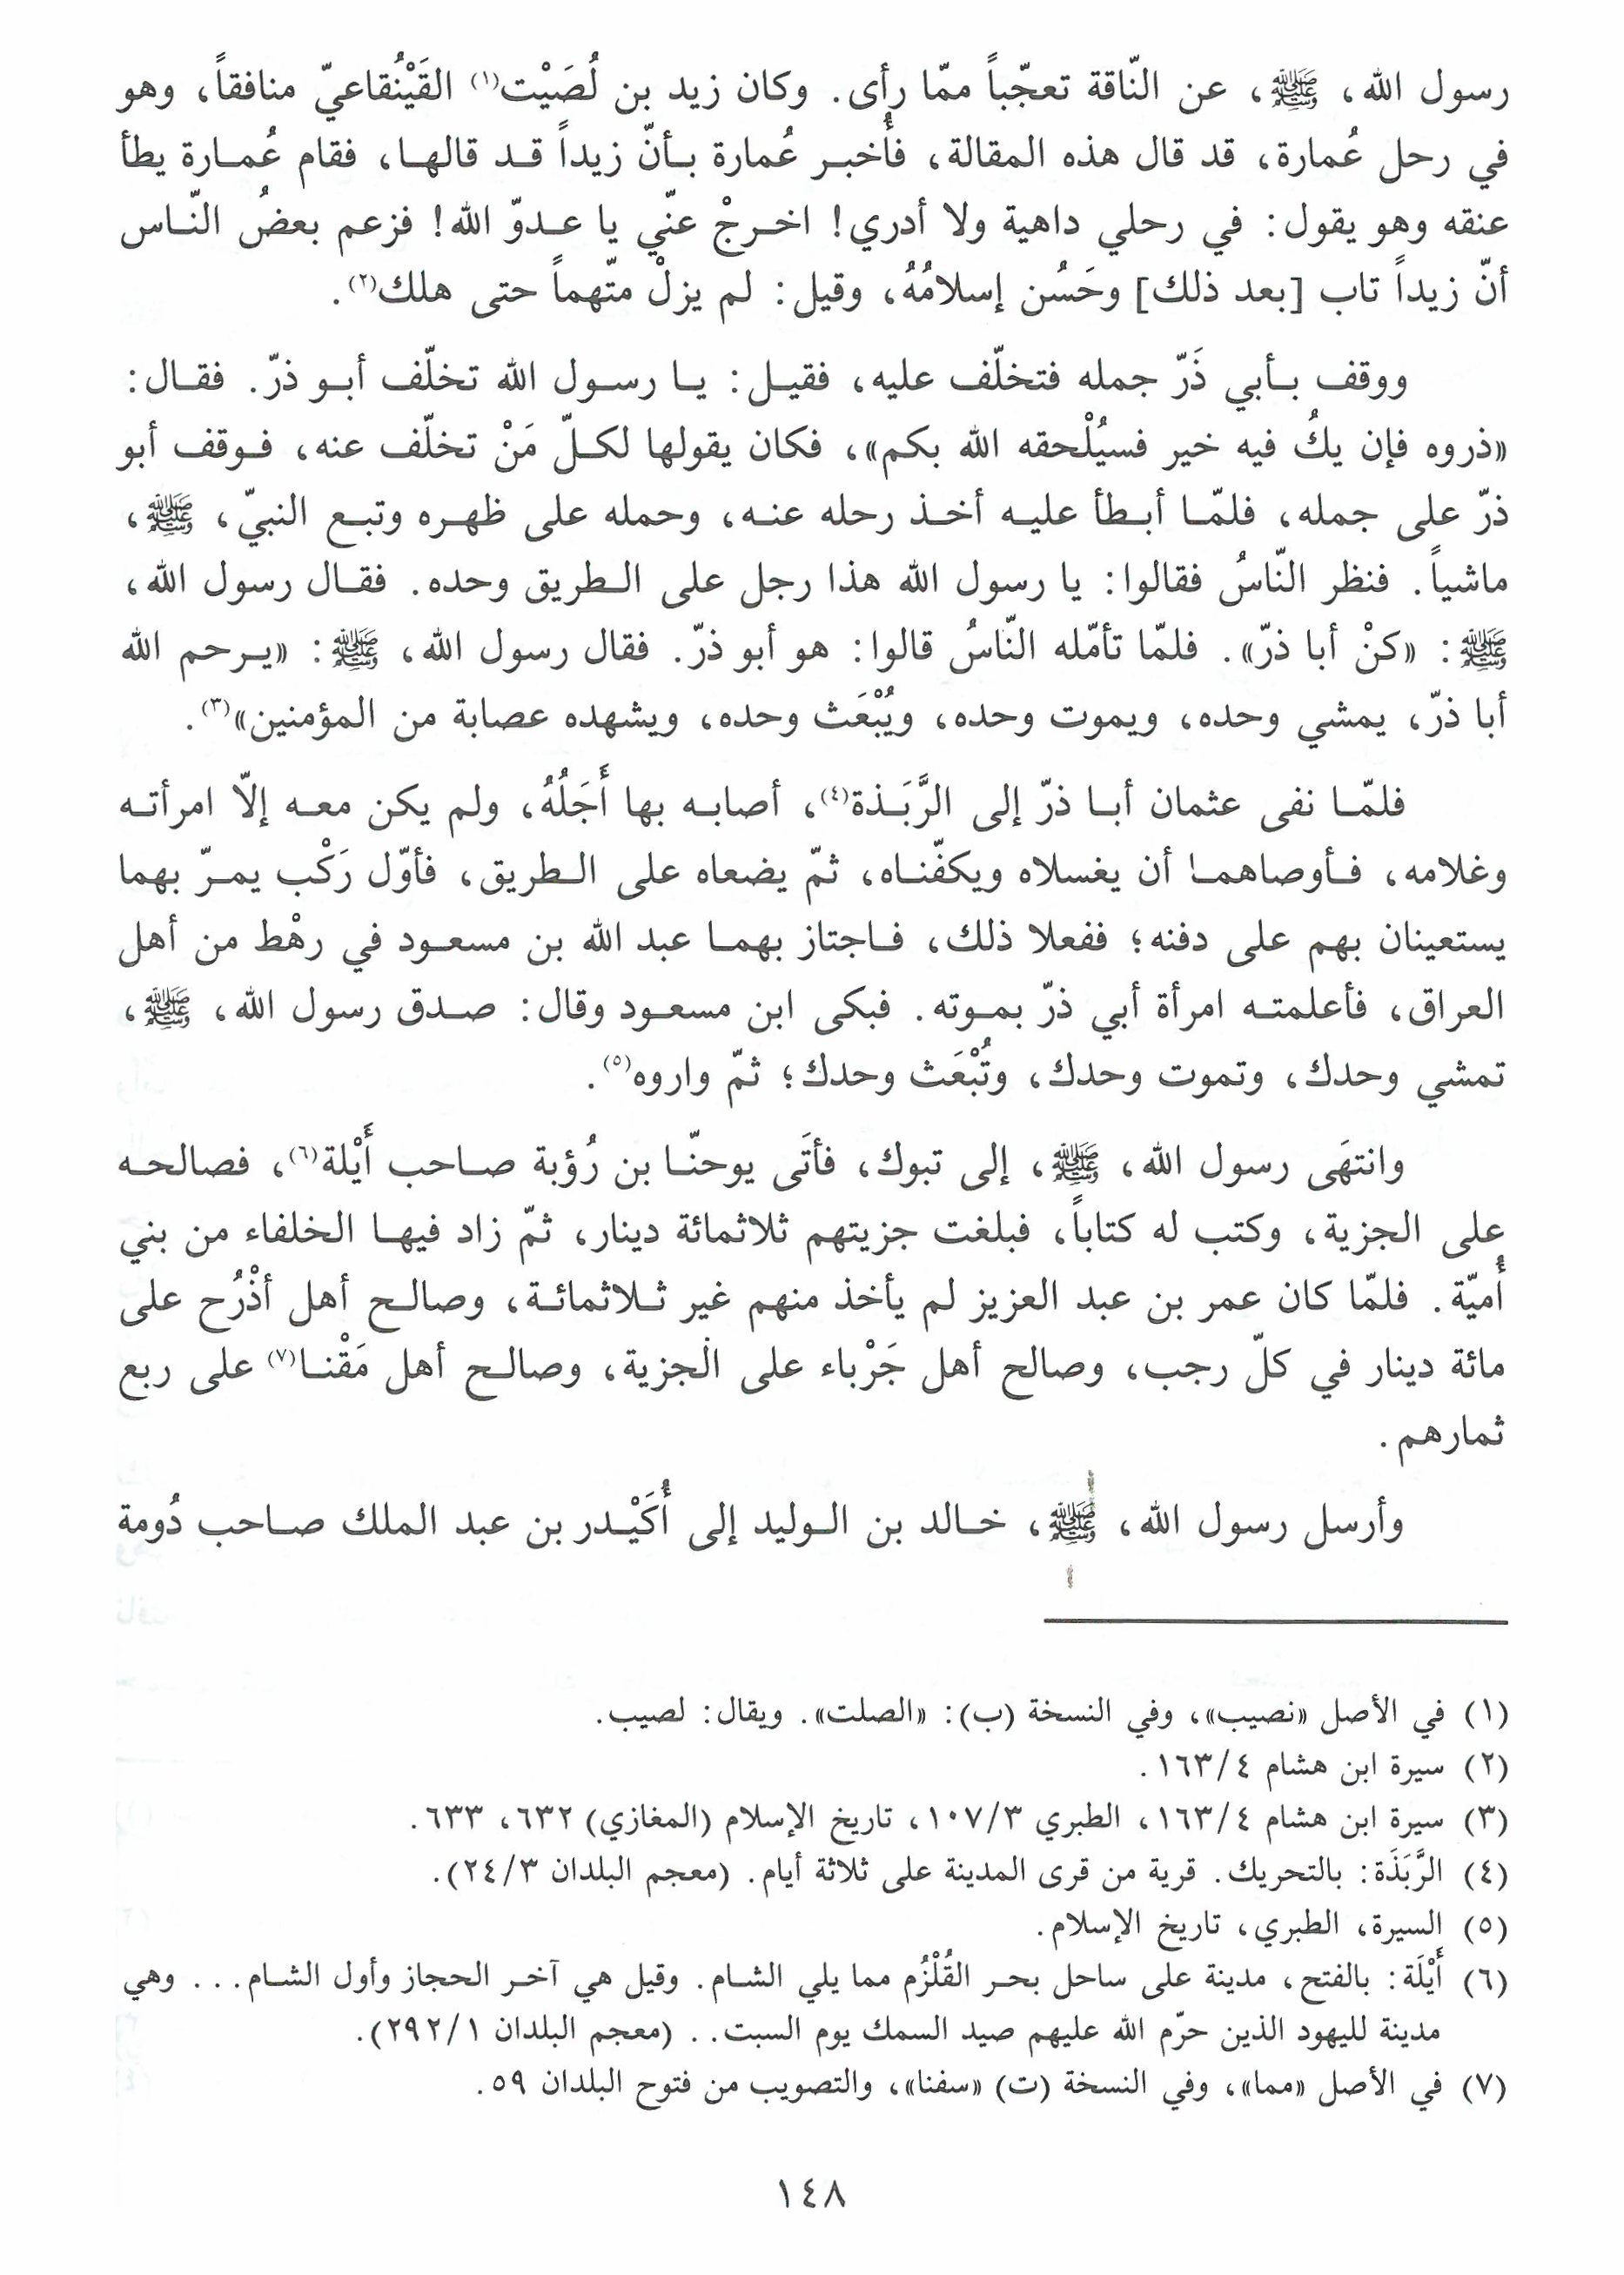 رسول الله، ﷺ، عن النّاقة تعجّباً ممّا رأى. وكان زيد بن لُصَيْت(١) القَيْنُقاعيّ منافقاً، وهو
في رحل عُمارة، قد قال هذه المقالة، فأُخبر عُمارة بأنّ زيداً قد قالها، فقام عُمارة يطأ
عنقه وهو يقول: في رحلي داهية ولا أدري! اخرجْ عنّي يا عدوّ الله! فزعم بعضُ النّاس
أنّ زيداً تاب [بعد ذلك] وحَسُن إسلامُهُ، وقيل: لم يزلْ متّهماً حتى هلك(٢).
ووقف بأبي ذَرّ جمله فتخلّف عليه، فقيل: يا رسول الله تخلّف أبو ذرّ. فقال:
«ذروه فإن يكُ فيه خير فسيُلْحقه الله بكم»، فكان يقولها لكلّ مَنْ تخلّف عنه، فوقف أبو
ذرّ على جمله، فلمّا أبطأ عليه أخذ رحله عنه، وحمله على ظهره وتبع النبيّ، ﷺ،
ماشياً. فنظر النّاسُ فقالوا: يا رسول الله هذا رجل على الطريق وحده. فقال رسول الله،
ﷺ: «كنْ أبا ذرّ». فلمّا تأمّله النّاسُ قالوا: هو أبو ذرّ. فقال رسول الله، ﷺ: «يرحم الله
أبا ذرّ، يمشي وحده، ويموت وحده، ويُبْعَث وحده، ويشهده عصابة من المؤمنين»(٣).
فلمّا نفى عثمان أبا ذرّ إلى الرَّبَذة(٤)، أصابه بها أَجَلُهُ، ولم يكن معه إلّا امرأته
وغلامه، فأوصاهما أن يغسلاه ويكفّناه، ثمّ يضعاه على الطريق، فأوّل رَكْب يمرّ بهما
يستعينان بهم على دفنه؛ ففعلا ذلك، فاجتاز بهما عبد الله بن مسعود في رهْط من أهل
العراق، فأعلمته امرأة أبي ذرّ بموته. فبكى ابن مسعود وقال: صدق رسول الله، ﷺ،
تمشي وحدك، وتموت وحدك، وتُبْعَث وحدك؛ ثمّ واروه(٥).
وانتهَى رسول الله، ﷺ، إلى تبوك، فأتَى يوحنّا بن رُؤبة صاحب أَيْلة(٦)، فصالحه
على الجزية، وكتب له كتاباً، فبلغت جزيتهم ثلاثمائة دينار، ثمّ زاد فيها الخلفاء من بني
أُميّة. فلمّا كان عمر بن عبد العزيز لم يأخذ منهم غير ثلاثمائة، وصالح أهل أذْرُح على
مائة دينار في كلّ رجب، وصالح أهل جَرْباء على الجزية، وصالح أهل مَقْنا(٧) على ربع
ثمارهم.
وأرسل رسول الله، ﷺ، خالد بن الوليد إلى أُكَيْدر بن عبد الملك صاحب دُومة
(١) في الأصل «نصيب»، وفي النسخة (ب): «الصلت». ويقال: لصيب.
(٢) سيرة ابن هشام ١٦٣/٤.
(٣) سيرة ابن هشام ١٦٣/٤، الطبري ١٠٧/٣، تاريخ الإسلام (المغازي) ٦٣٢، ٦٣٣.
(٤) الرَّبَذَة: بالتحريك. قرية من قرى المدينة على ثلاثة أيام. (معجم البلدان ٢٤/٣).
(٥) السيرة، الطبري، تاريخ الإسلام.
(٦) أَيْلَة: بالفتح، مدينة على ساحل بحر القُلْزُم مما يلي الشام. وقيل هي آخر الحجاز وأول الشام... وهي
مدينة لليهود الذين حرّم الله عليهم صيد السمك يوم السبت.. (معجم البلدان ٢٩٢/١).
(٧) في الأصل «مما»، وفي النسخة (ت) «سفنا»، والتصويب من فتوح البلدان ٥٩.
١٤٨